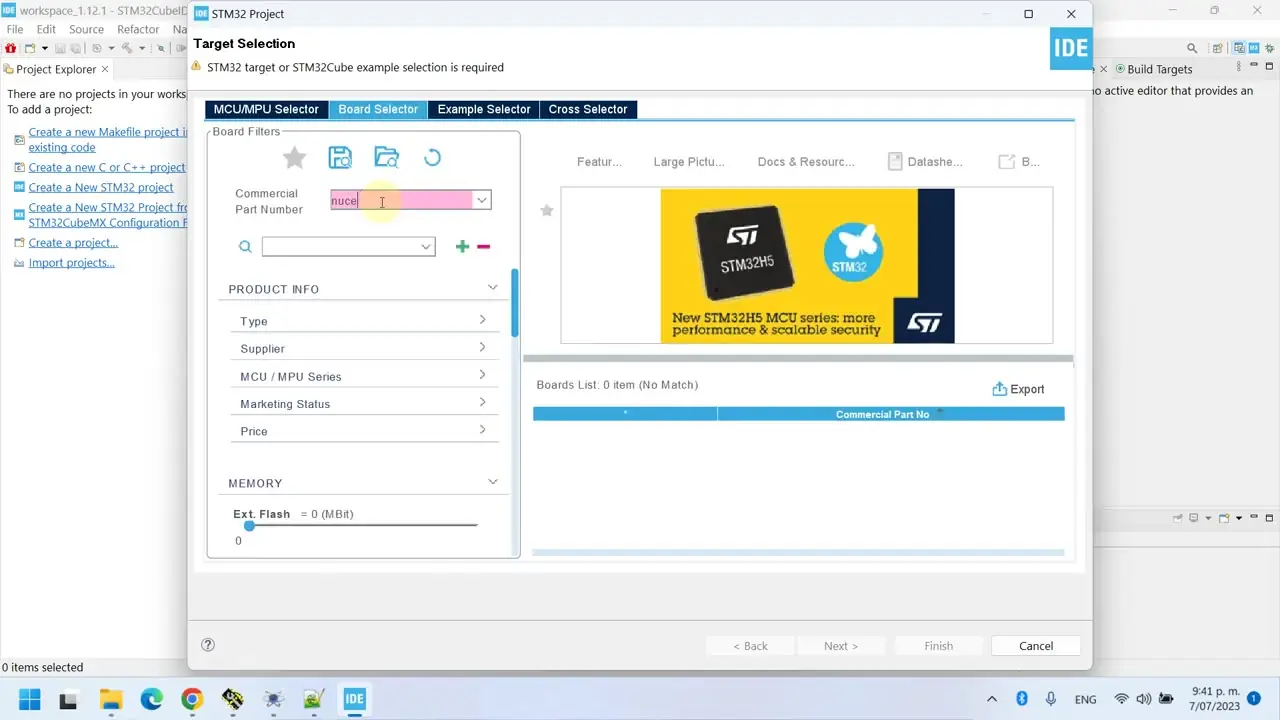 IDE workspace_1.12.1 - STM32CubeID
File Edit Source Refactor Na
Project Explorer
There are no projects in your works
To add a project:
Create a new Makefile project in
existing code
Create a new C or C++ project
Create a New STM32 project
Create a New STM32 Project fro
STM32CubeMX Configuration F
Create a project...
Import projects...
0 items selected
IDE STM32 Project
Target Selection
STM32 target or STM32Cube example selection is required
IDE
MCU/MPU Selector Board Selector Example Selector Cross Selector
Board Filters
Commercial
Part Number
nuce
PRODUCT INFO
Type
Supplier
MCU / MPU Series
Marketing Status
Price
MEMORY
Ext. Flash = 0 (MBit)
0
Featur... Large Pictu... Docs & Resourc... Datashe... B...
STM32H5
STM32
New STM32H5 MCU series: more
performance & scalable security
Boards List: 0 item (No Match)
Export
* Commercial Part No
< Back Next > Finish Cancel
Build Targets
no active editor that provides an
IDE
ENG
9:41 p. m.
7/07/2023